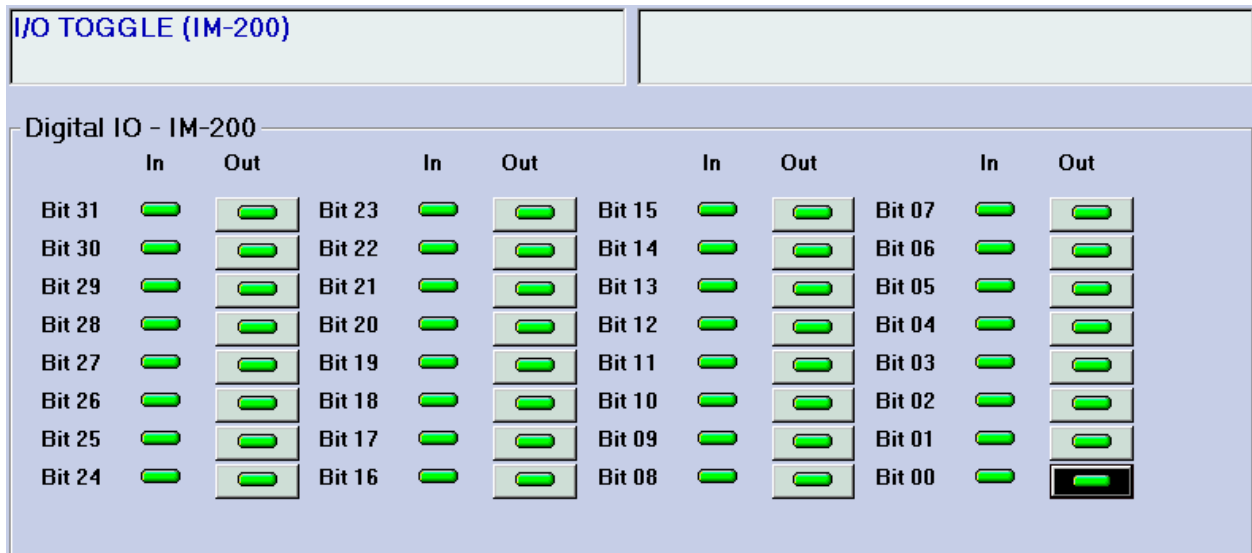 I/O TOGGLE (IM-200)
Digital IO - IM-200
In Out In Out In Out In Out
Bit 31 Bit 23 Bit 15 Bit 07
Bit 30 Bit 22 Bit 14 Bit 06
Bit 29 Bit 21 Bit 13 Bit 05
Bit 28 Bit 20 Bit 12 Bit 04
Bit 27 Bit 19 Bit 11 Bit 03
Bit 26 Bit 18 Bit 10 Bit 02
Bit 25 Bit 17 Bit 09 Bit 01
Bit 24 Bit 16 Bit 08 Bit 00